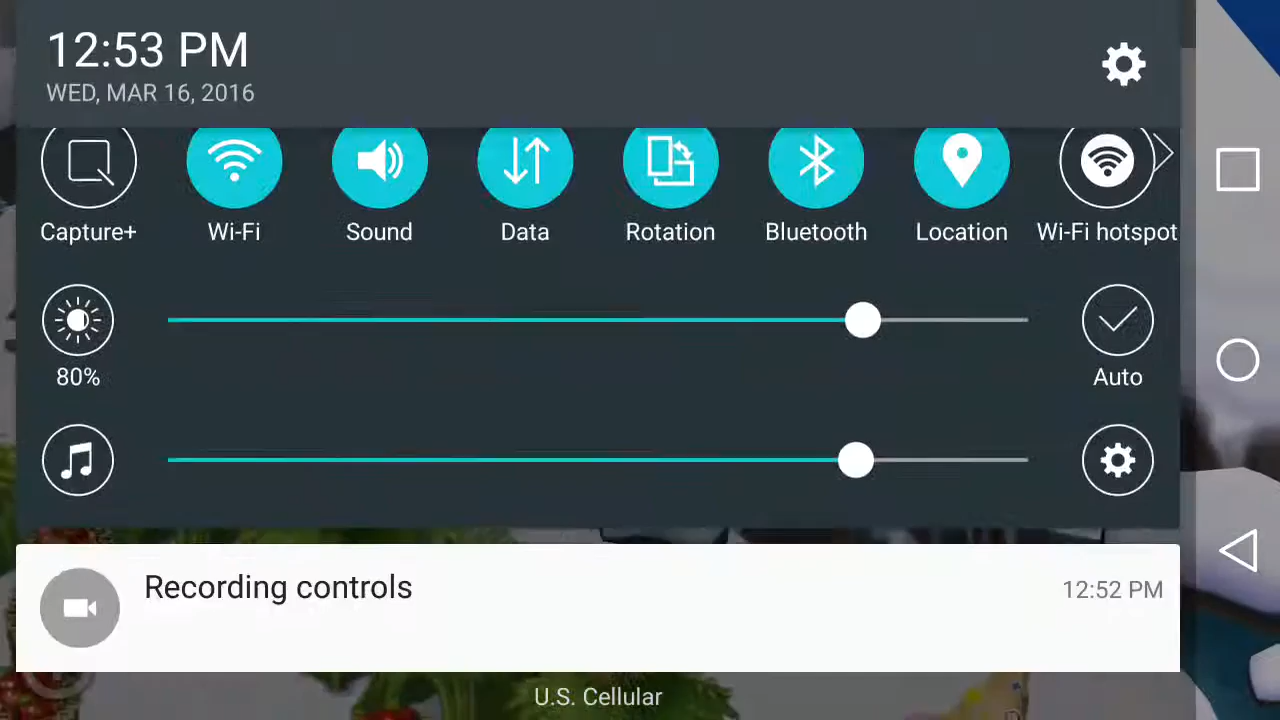 12:53 PM
WED, MAR 16, 2016
Capture+ Wi-Fi Sound Data Rotation Bluetooth Location Wi-Fi hotspot
80%
Auto
Recording controls 12:52 PM
U.S. Cellular